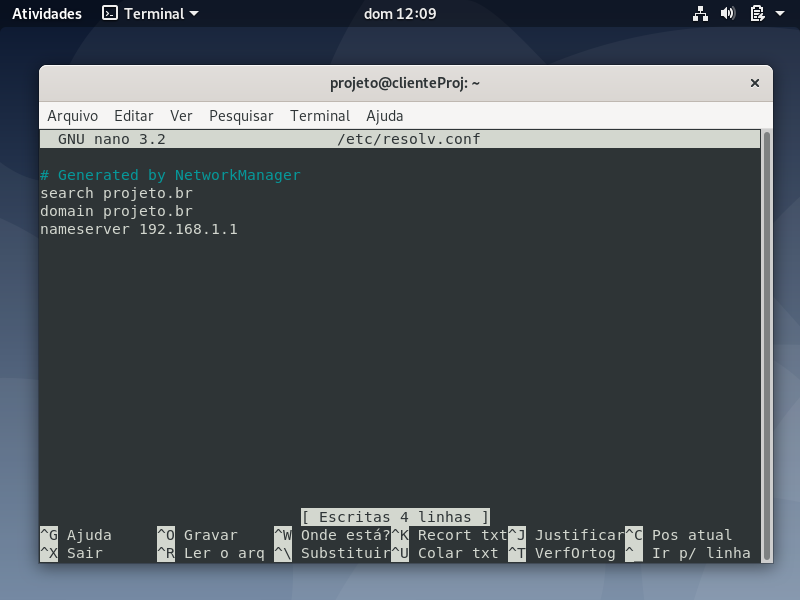 Atividades Terminal dom 12:09
projeto@clienteProj: ~ ×
Arquivo Editar Ver Pesquisar Terminal Ajuda
GNU nano 3.2 /etc/resolv.conf
# Generated by NetworkManager
search projeto.br
domain projeto.br
nameserver 192.168.1.1
[ Escritas 4 linhas ]
^G Ajuda ^O Gravar ^W Onde está? ^K Recort txt ^J Justificar ^C Pos atual
^X Sair ^R Ler o arq ^\ Substituir ^U Colar txt ^T VerfOrtog ^_ Ir p/ linha